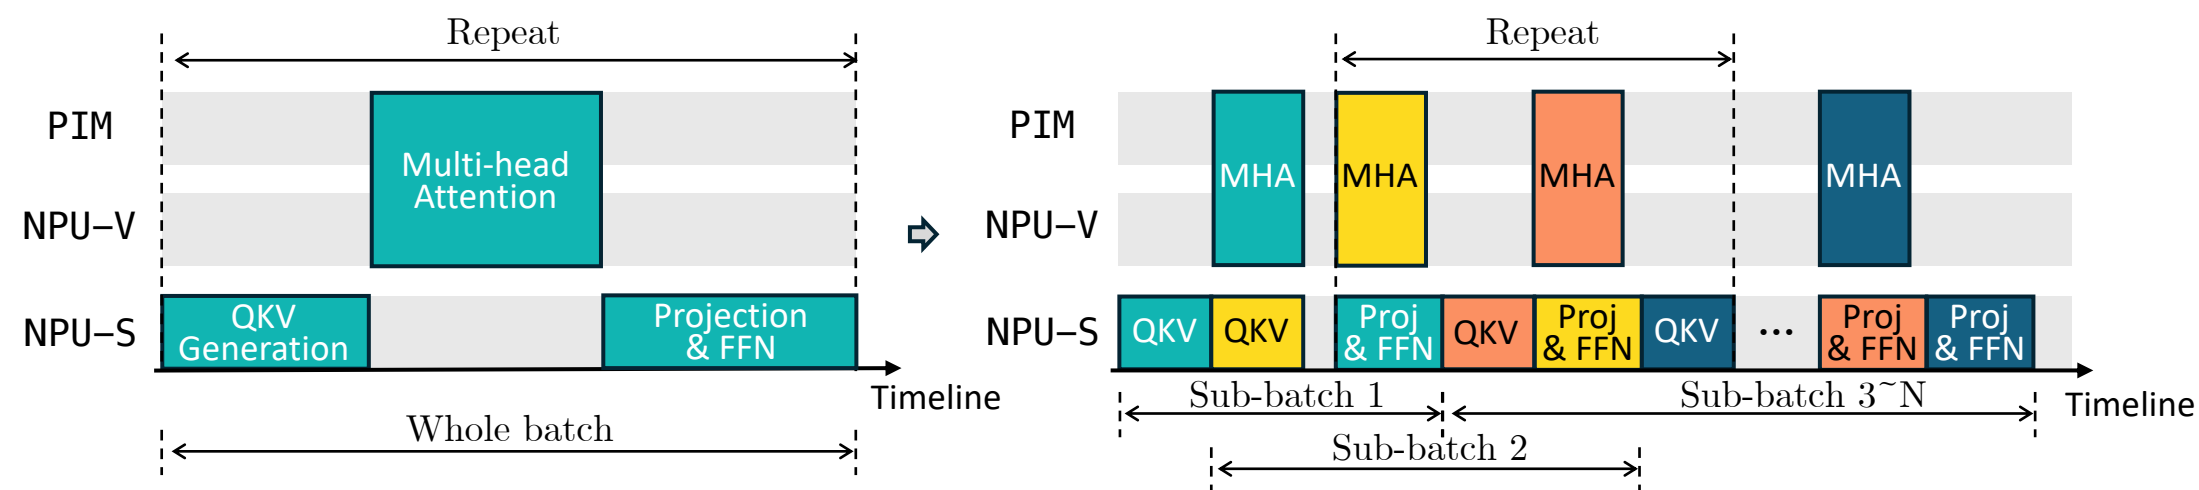 Repeat
PIM
NPU–V
NPU–S
Multi-head
Attention
QKV
Generation
Projection
& FFN
Timeline
Whole batch
Repeat
PIM
NPU–V
NPU–S
MHA
MHA
MHA
MHA
QKV
QKV
Proj
& FFN
QKV
Proj
& FFN
QKV
...
Proj
& FFN
Proj
& FFN
Sub-batch 1
Sub-batch 3~N
Timeline
Sub-batch 2